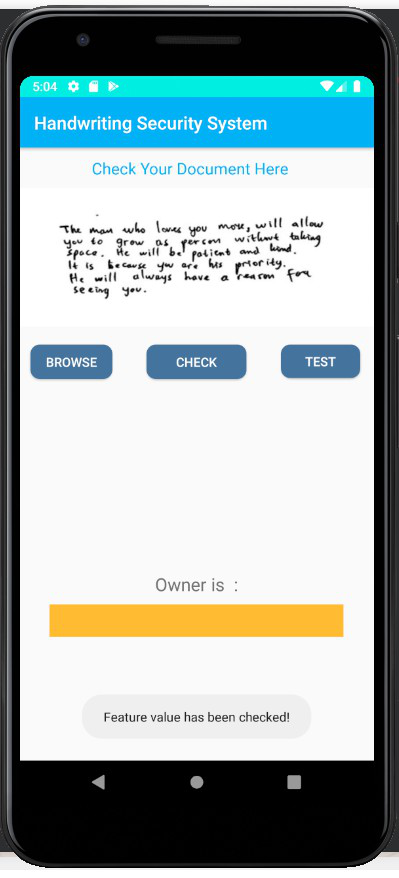 5:04
Handwriting Security System
Check Your Document Here
The man who loves you more, will allow
you to grow as person without taking
space. He will be patient and kind.
It is because you are his priority.
He will always have a reason for
seeing you.
BROWSE CHECK TEST
Owner is :
Feature value has been checked!